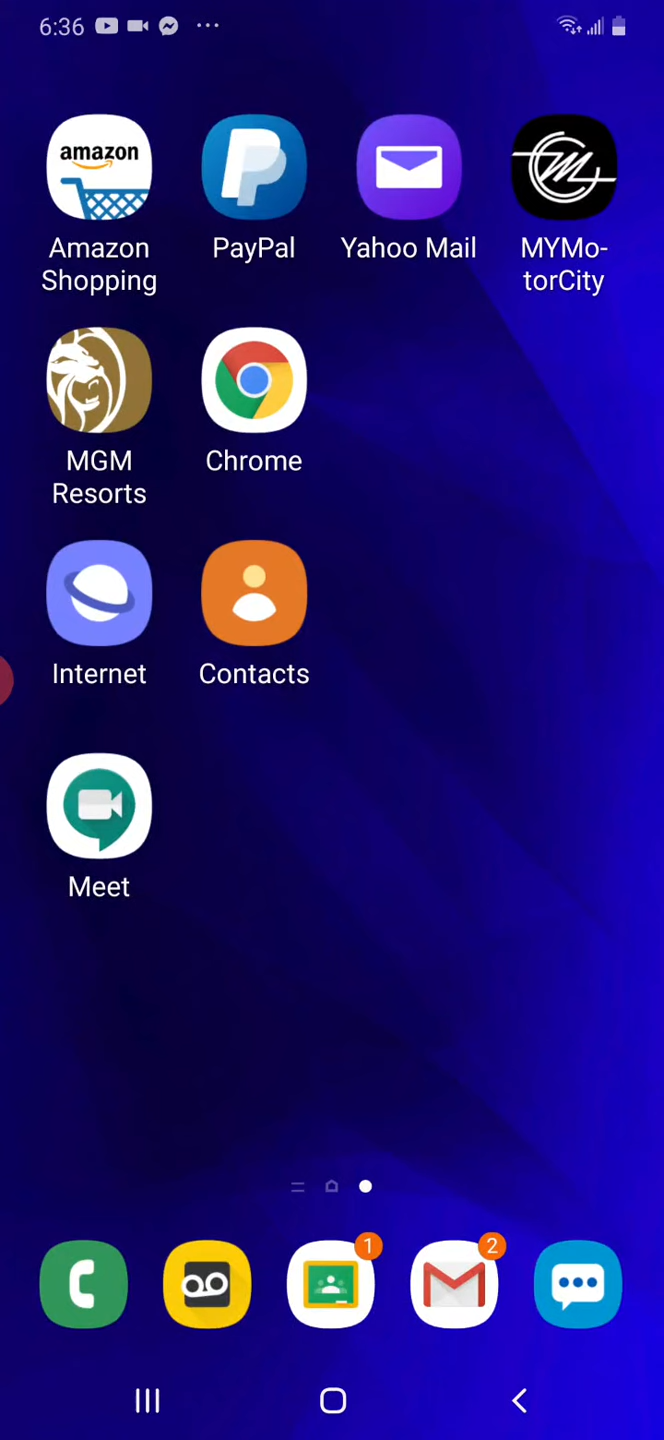 6:36
amazon
Amazon
Shopping
PayPal
Yahoo Mail
MYMo-
torCity
MGM
Resorts
Chrome
Internet
Contacts
Meet
1
2